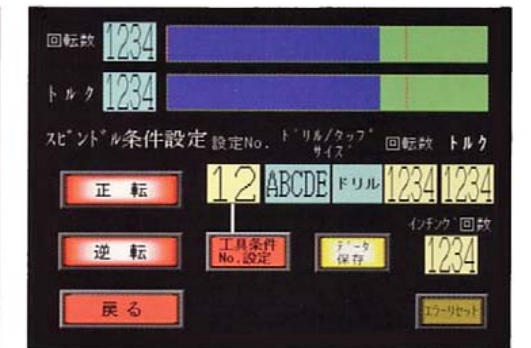 回転数 1234
トルク 1234
スピンドル条件設定 設定No. ドリル/タップ サイズ 回転数 トルク
正 転 12 ABCDE ドリル 1234 1234
インチング回数
逆 転 工具条件 No.設定 データ 保存 1234
戻 る エラーリセット